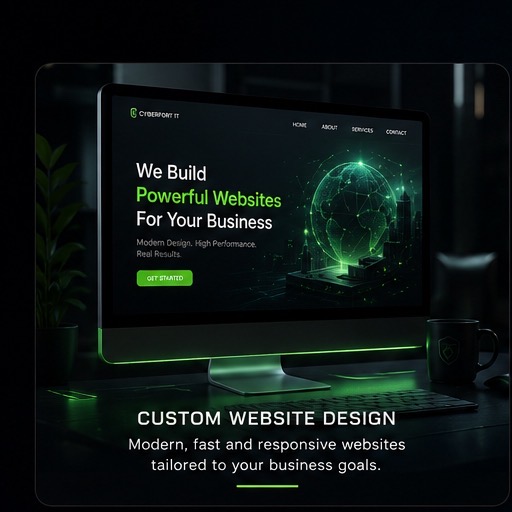 CYBERFORT IT
HOME ABOUT SERVICES CONTACT
We Build
Powerful Websites
For Your Business
Modern Design. High Performance.
Real Results.
GET STARTED
CUSTOM WEBSITE DESIGN
Modern, fast and responsive websites
tailored to your business goals.